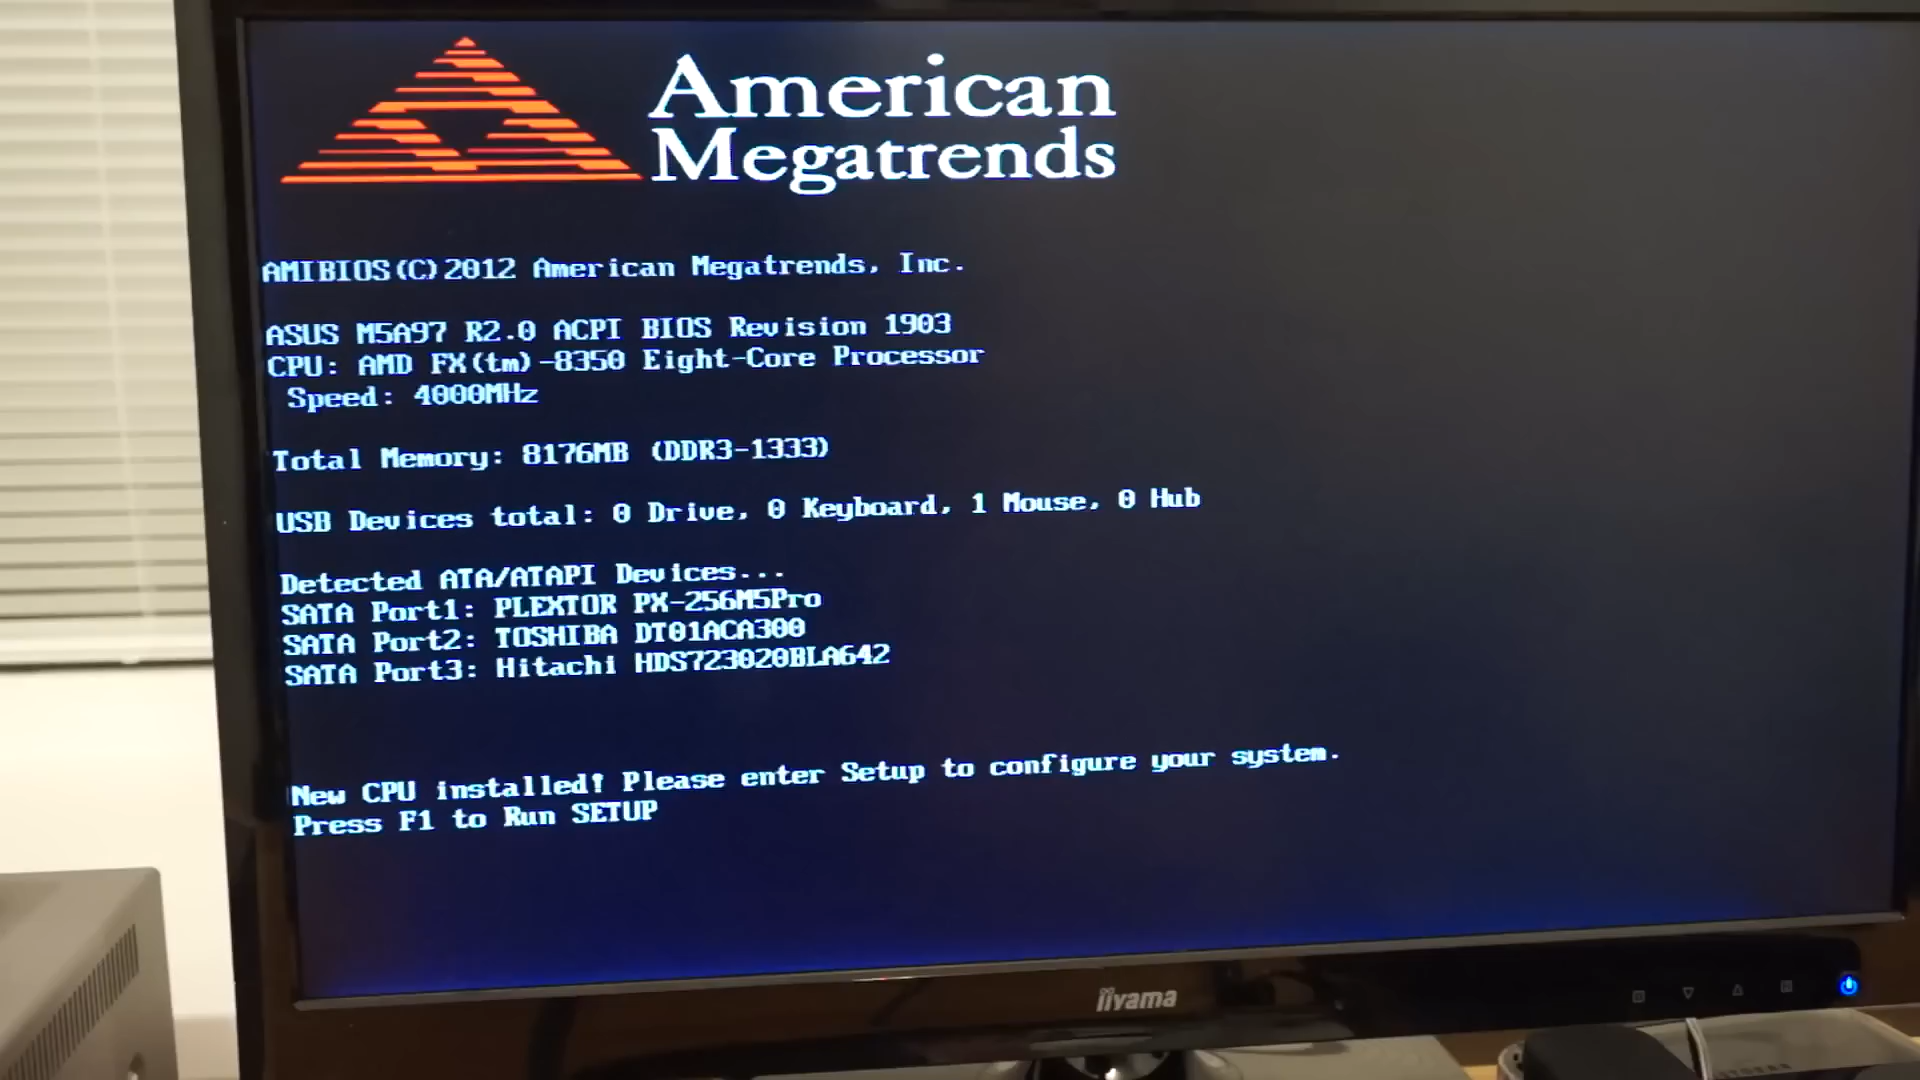 American
Megatrends
AMIBIOS(C)2012 American Megatrends, Inc.
ASUS M5A97 R2.0 ACPI BIOS Revision 1903
CPU: AMD FX(tm)-8350 Eight-Core Processor
Speed: 4000MHz
Total Memory: 8176MB (DDR3-1333)
USB Devices total: 0 Drive, 0 Keyboard, 1 Mouse, 0 Hub
Detected ATA/ATAPI Devices...
SATA Port1: PLEXTOR PX-256M5Pro
SATA Port2: TOSHIBA DT01ACA300
SATA Port3: Hitachi HDS723020BLA642
New CPU installed! Please enter Setup to configure your system.
Press F1 to Run SETUP
iiyama